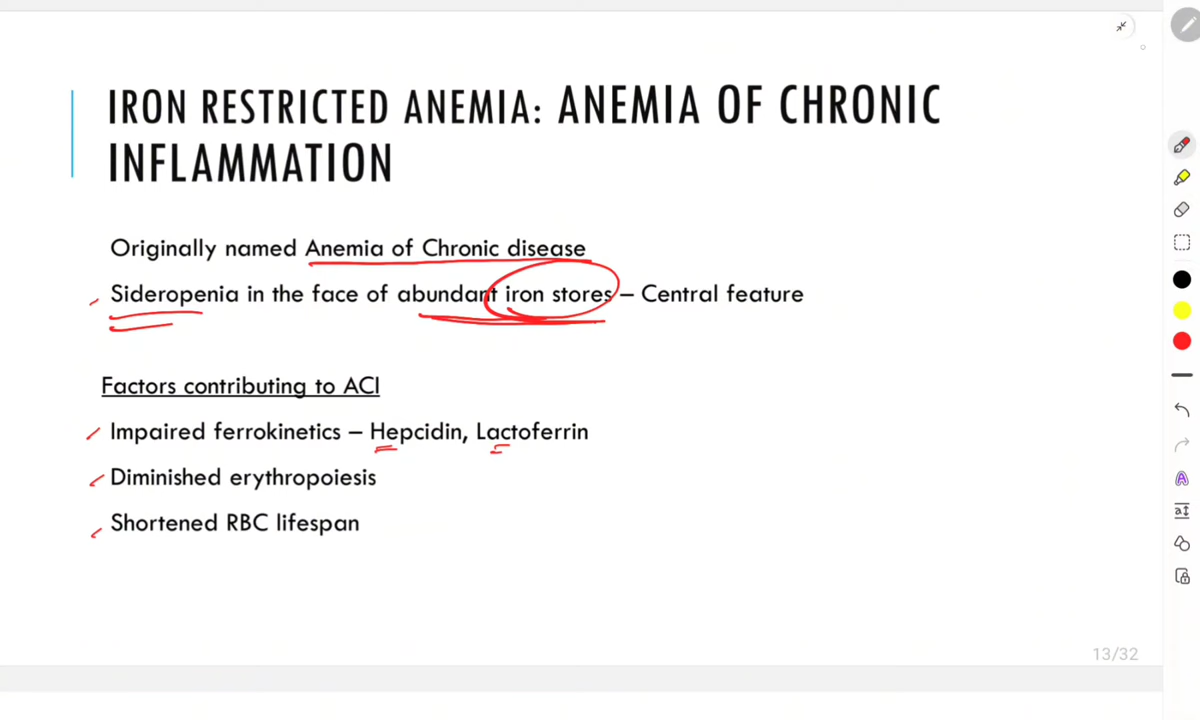 IRON RESTRICTED ANEMIA: ANEMIA OF CHRONIC
INFLAMMATION
Originally named Anemia of Chronic disease
Sideropenia in the face of abundant iron stores – Central feature
Factors contributing to ACI
Impaired ferrokinetics – Hepcidin, Lactoferrin
Diminished erythropoiesis
Shortened RBC lifespan
13/32